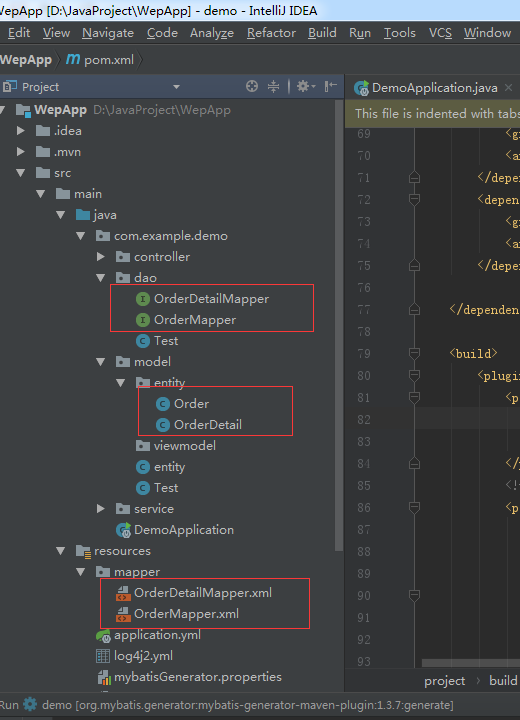 WepApp [D:\JavaProject\WepApp] - demo - IntelliJ IDEA
Edit View Navigate Code Analyze Refactor Build Run Tools VCS Window
WepApp pom.xml
Project
DemoApplication.java
WepApp D:\JavaProject\WepApp
This file is indented with tabs
.idea
.mvn
src
main
java
com.example.demo
controller
dao
OrderDetailMapper
OrderMapper
Test
model
entity
Order
OrderDetail
viewmodel
entity
Test
service
DemoApplication
resources
mapper
OrderDetailMapper.xml
OrderMapper.xml
application.yml
log4j2.yml
mybatisGenerator.properties
69 <g
70 <a
71 </depe
72 <depen
73 <g
74 <a
75 </depe
76
77 </dependen
78
79 <build>
80 <plugin
81 <p
82
83
84 </p
85 <!-
86 <p
87
88
89
90
91
92
93
project build
Run demo [org.mybatis.generator:mybatis-generator-maven-plugin:1.3.7:generate]